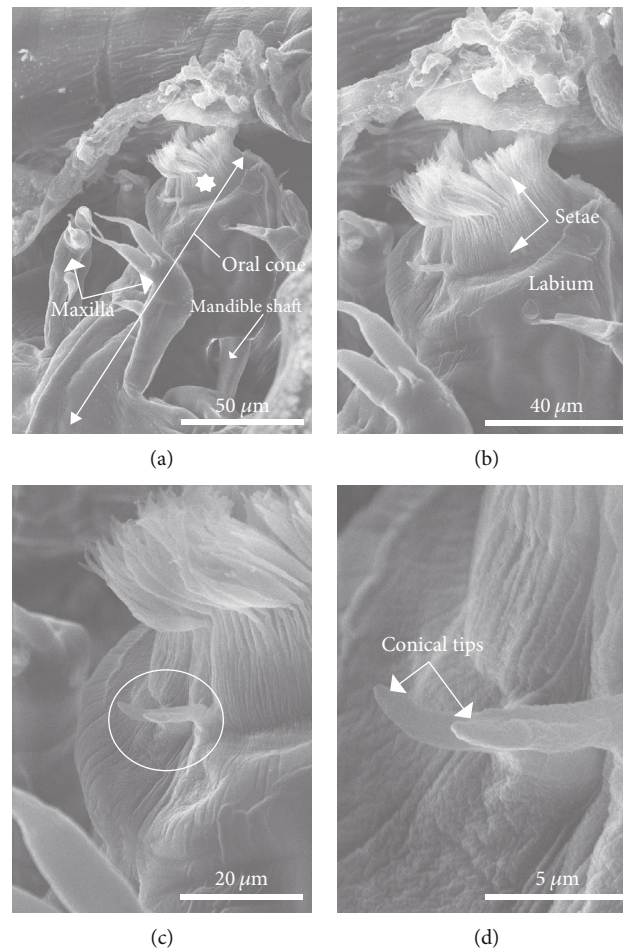 Oral cone
Maxilla
Mandible shaft
50 μm
(a)
Setae
Labium
40 μm
(b)
20 μm
(c)
Conical tips
5 μm
(d)